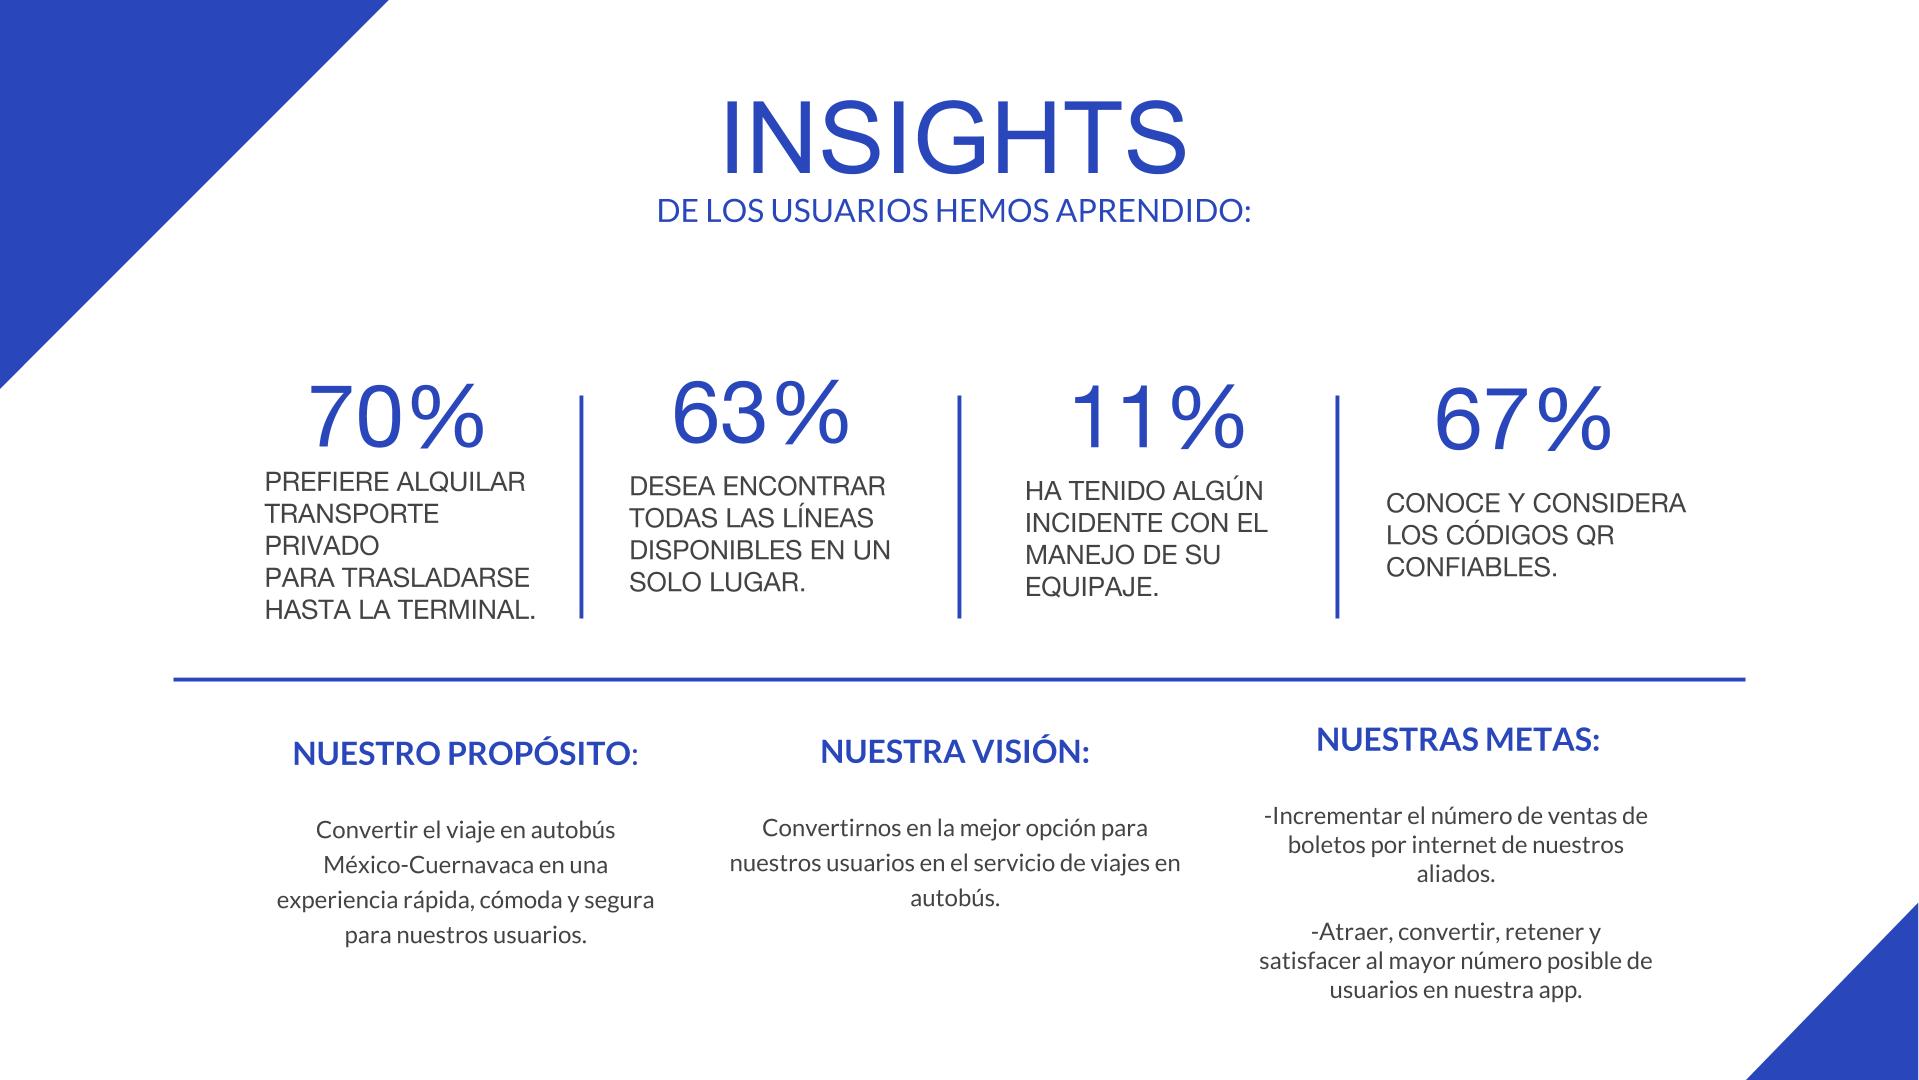 INSIGHTS
DE LOS USUARIOS HEMOS APRENDIDO:
70%
PREFIERE ALQUILAR
TRANSPORTE
PRIVADO
PARA TRASLADARSE
HASTA LA TERMINAL.
63%
DESEA ENCONTRAR
TODAS LAS LÍNEAS
DISPONIBLES EN UN
SOLO LUGAR.
11%
HA TENIDO ALGÚN
INCIDENTE CON EL
MANEJO DE SU
EQUIPAJE.
67%
CONOCE Y CONSIDERA
LOS CÓDIGOS QR
CONFIABLES.
NUESTRO PROPÓSITO:
Convertir el viaje en autobús
México-Cuernavaca en una
experiencia rápida, cómoda y segura
para nuestros usuarios.
NUESTRA VISIÓN:
Convertirnos en la mejor opción para
nuestros usuarios en el servicio de viajes en
autobús.
NUESTRAS METAS:
-Incrementar el número de ventas de
boletos por internet de nuestros
aliados.
-Atraer, convertir, retener y
satisfacer al mayor número posible de
usuarios en nuestra app.